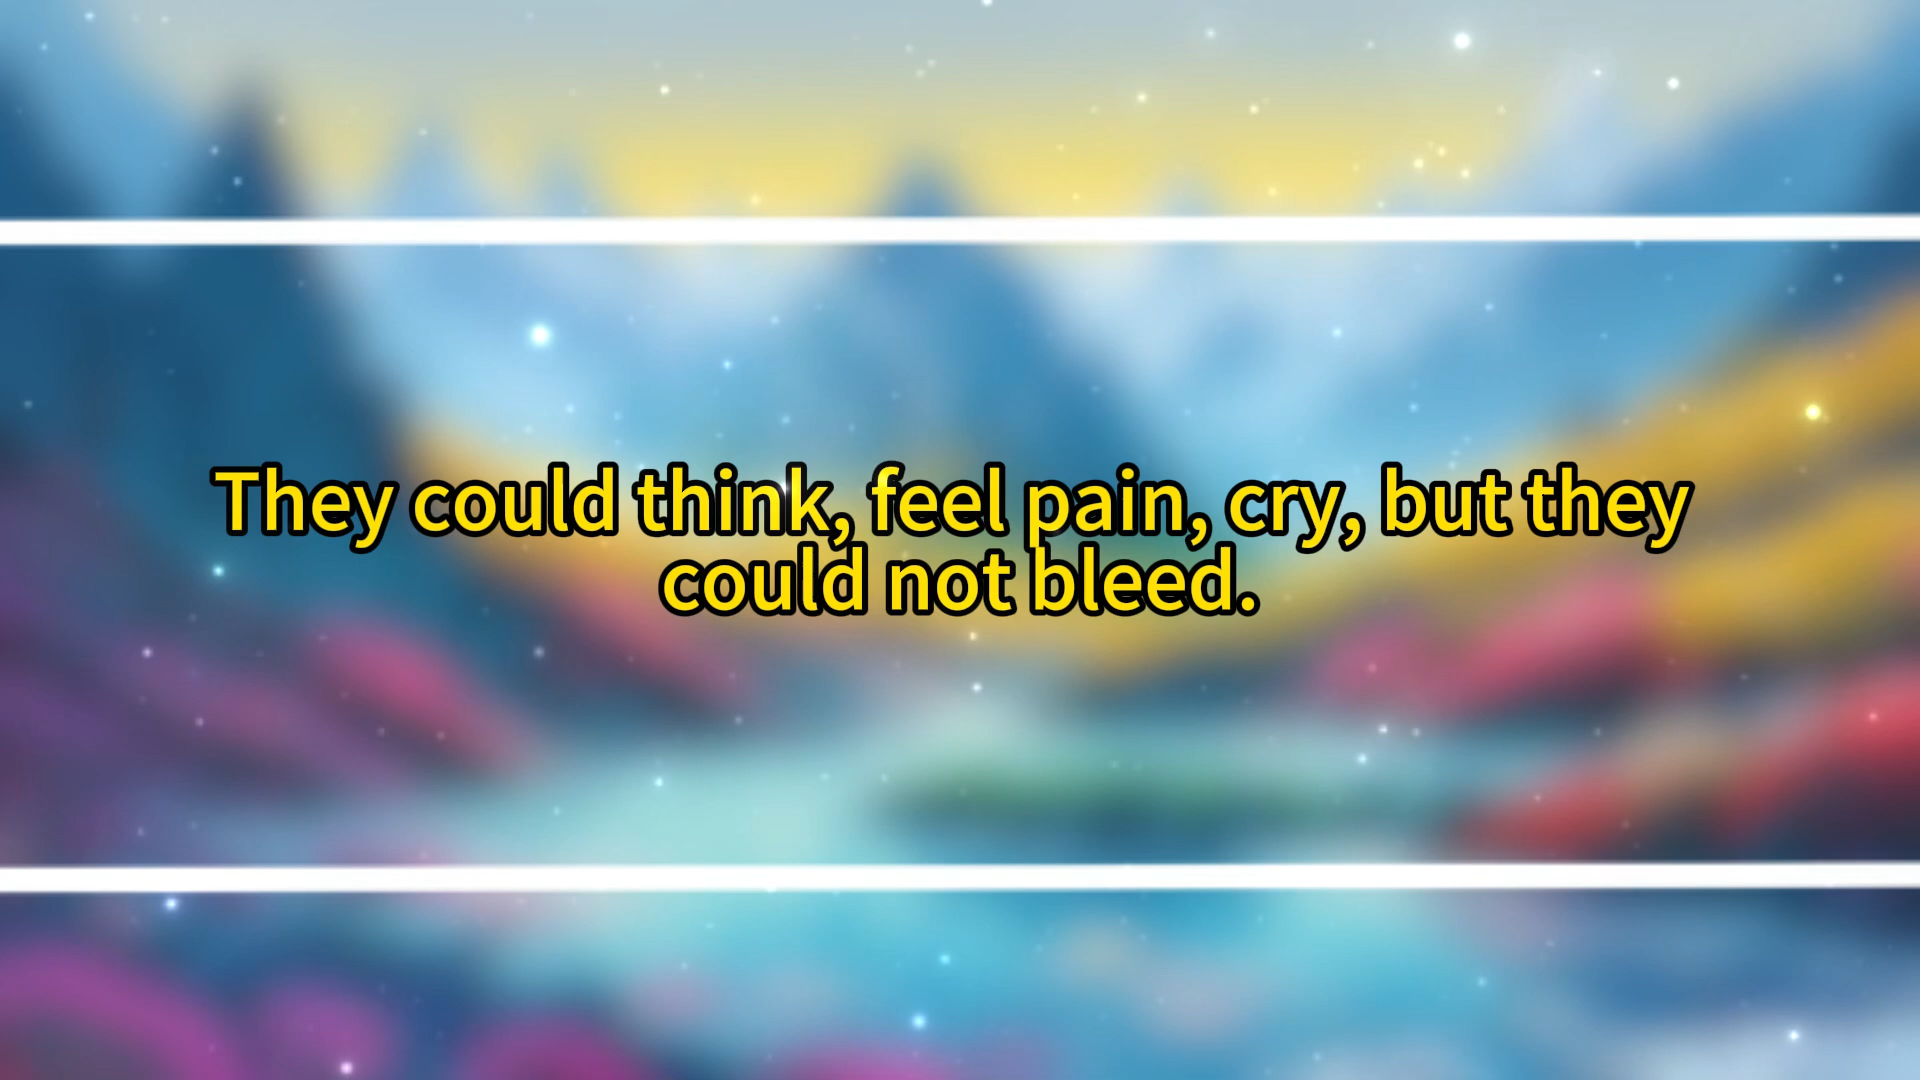 They could think, feel pain, cry, but they
could not bleed.